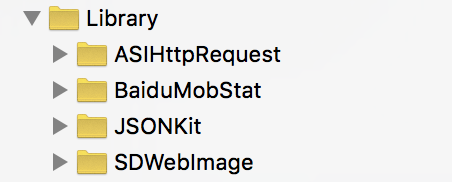 Library
ASIHttpRequest
BaiduMobStat
JSONKit
SDWebImage